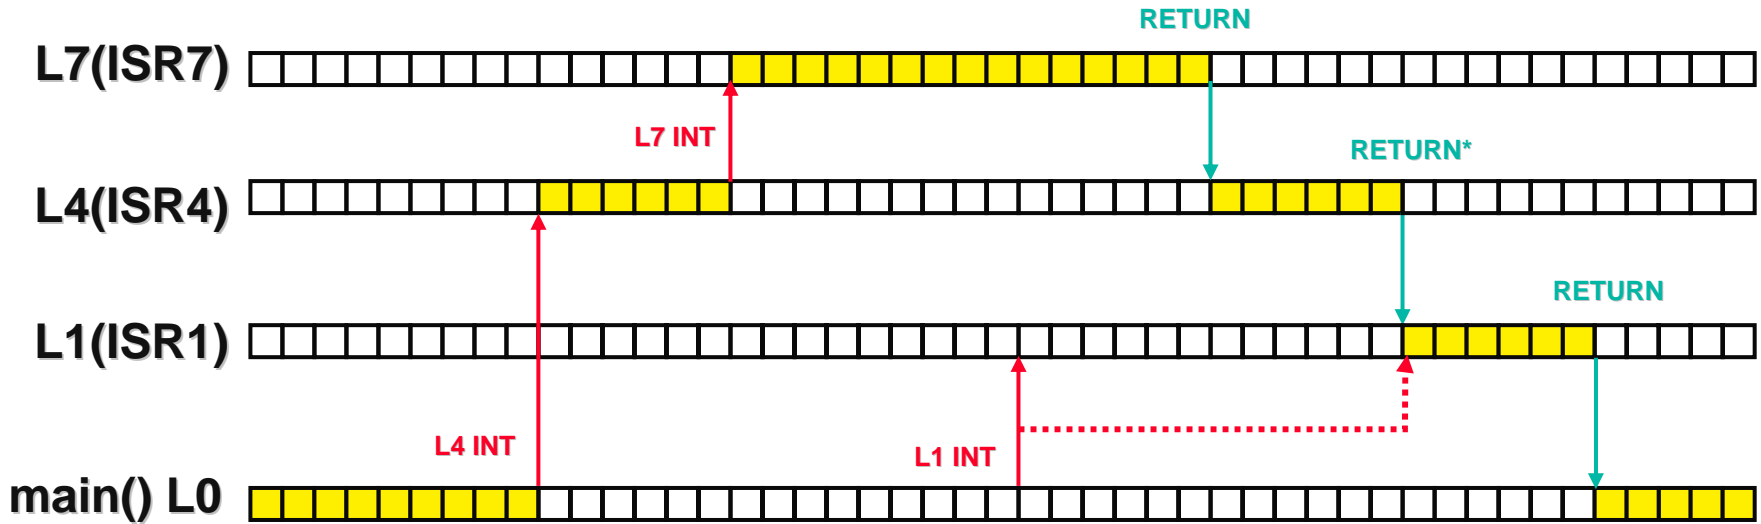 RETURN
L7(ISR7)
L7 INT
RETURN*
L4(ISR4)
RETURN
L1(ISR1)
L4 INT
L1 INT
main() L0